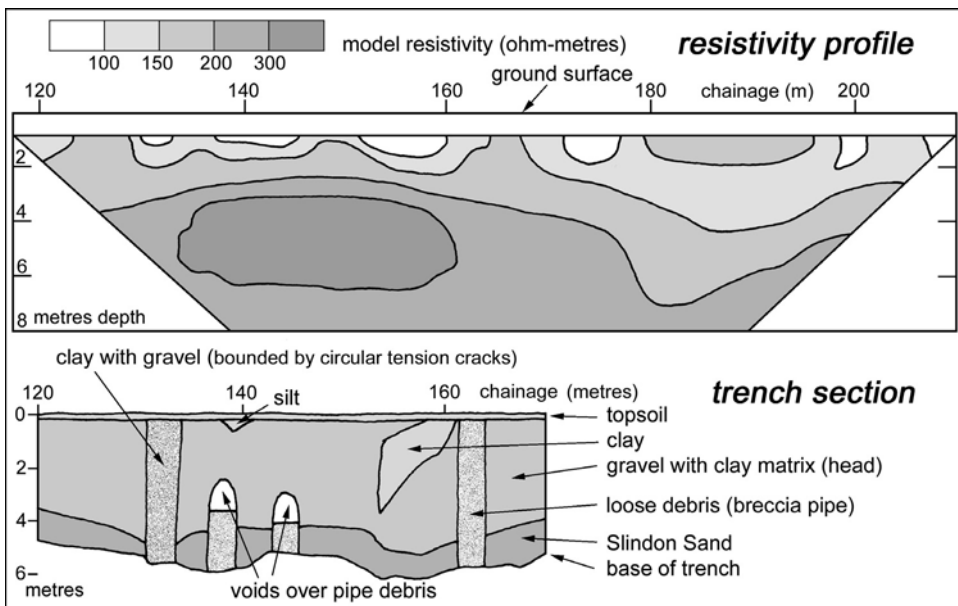 resistivity profile
model resistivity (ohm-metres)
100 150 200 300
ground surface
120 140 160 180 chainage (m) 200
2
4
6
8 metres depth
clay with gravel (bounded by circular tension cracks)
trench section
120 140 160 chainage (metres)
silt
0
topsoil
clay
2
gravel with clay matrix (head)
loose debris (breccia pipe)
4
Slindon Sand
base of trench
6
metres
voids over pipe debris